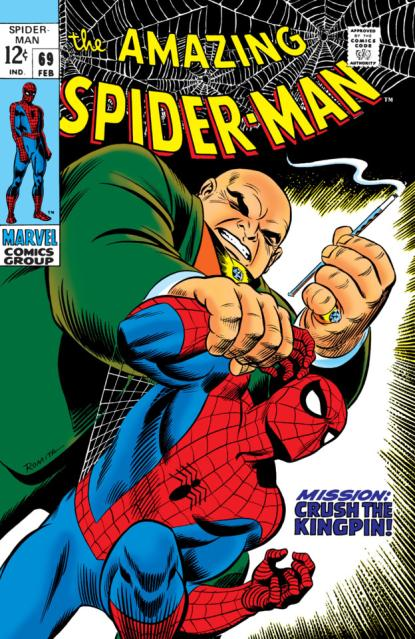 SPIDER-
MAN
12¢
IND.
69
FEB
MARVEL
COMICS
GROUP
the AMAZING
SPIDER-MAN™
APPROVED
BY THE
COMICS
CODE
AUTHORITY
ROMITA
MISSION:
CRUSH THE
KINGPIN!